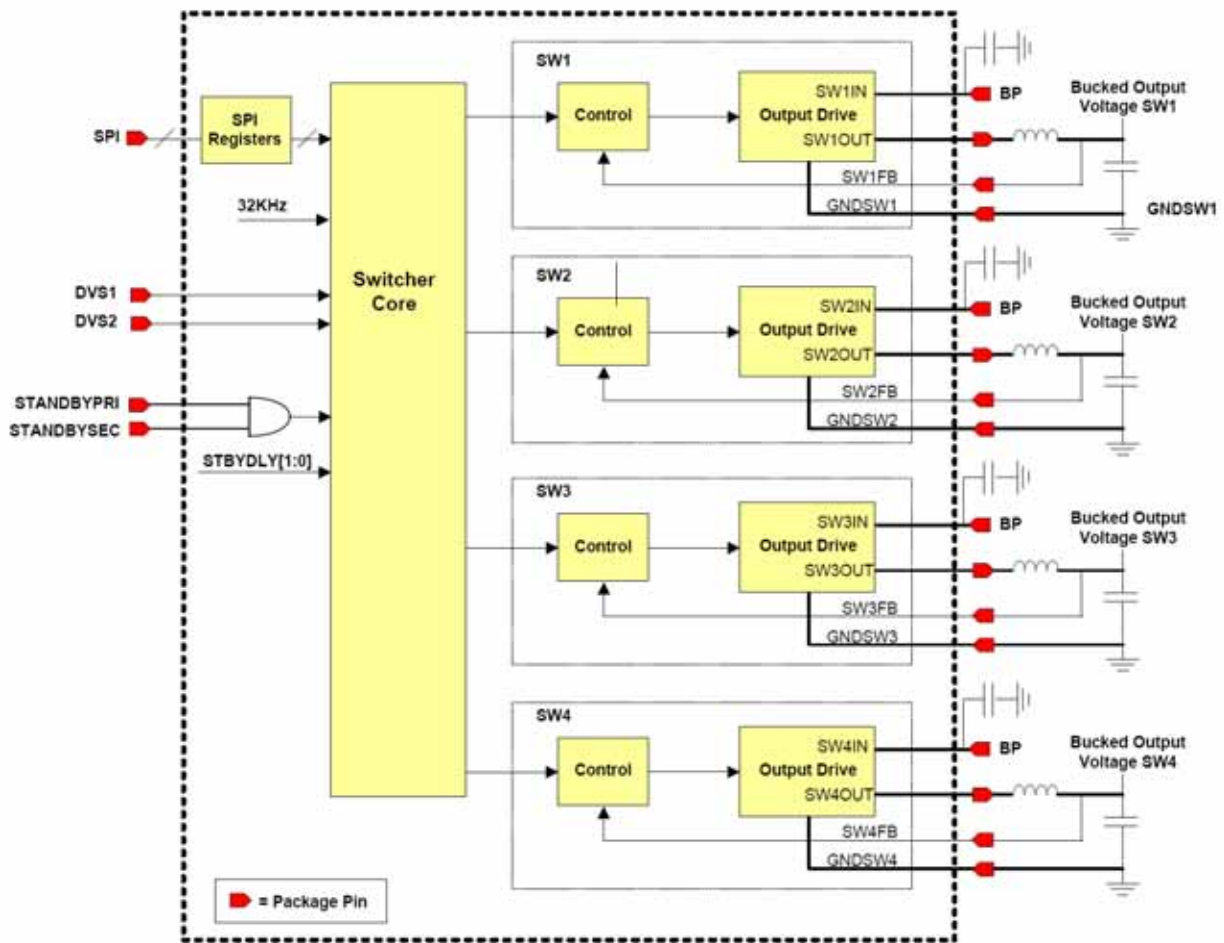 SPI
SPI
Registers
32KHz
DVS1
DVS2
STANDBYPRI
STANDBYSEC
STBYDLY[1:0]
Switcher
Core
SW1
Control
SW1IN
Output Drive
SW1OUT
SW1FB
GNDSW1
BP
Bucked Output
Voltage SW1
GNDSW1
SW2
Control
SW2IN
Output Drive
SW2OUT
SW2FB
GNDSW2
BP
Bucked Output
Voltage SW2
SW3
Control
SW3IN
Output Drive
SW3OUT
SW3FB
GNDSW3
BP
Bucked Output
Voltage SW3
SW4
Control
SW4IN
Output Drive
SW4OUT
SW4FB
GNDSW4
BP
Bucked Output
Voltage SW4
= Package Pin